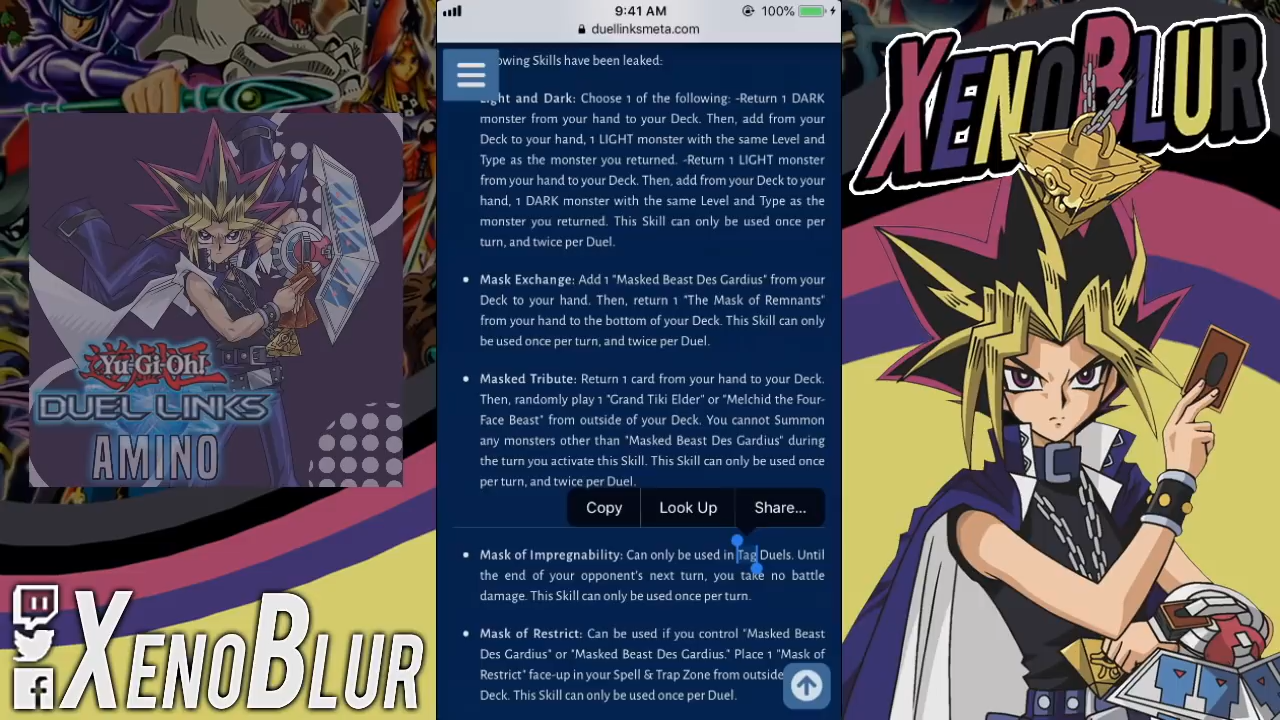 9:41 AM
100%
duellinksmeta.com
owing Skills have been leaked:
Light and Dark: Choose 1 of the following: -Return 1 DARK
monster from your hand to your Deck. Then, add from your
Deck to your hand, 1 LIGHT monster with the same Level and
Type as the monster you returned. -Return 1 LIGHT monster
from your hand to your Deck. Then, add from your Deck to your
hand, 1 DARK monster with the same Level and Type as the
monster you returned. This Skill can only be used once per
turn, and twice per Duel.
Mask Exchange: Add 1 "Masked Beast Des Gardius" from your
Deck to your hand. Then, return 1 "The Mask of Remnants"
from your hand to the bottom of your Deck. This Skill can only
be used once per turn, and twice per Duel.
Masked Tribute: Return 1 card from your hand to your Deck.
Then, randomly play 1 "Grand Tiki Elder" or "Melchid the Four-
Face Beast" from outside of your Deck. You cannot Summon
any monsters other than "Masked Beast Des Gardius" during
the turn you activate this Skill. This Skill can only be used once
per turn, and twice per Duel.
Copy Look Up Share...
Mask of Impregnability: Can only be used in Tag Duels. Until
the end of your opponent's next turn, you take no battle
damage. This Skill can only be used once per turn.
Mask of Restrict: Can be used if you control "Masked Beast
Des Gardius" or "Masked Beast Des Gardius." Place 1 "Mask of
Restrict" face-up in your Spell & Trap Zone from outside
Deck. This Skill can only be used once per Duel.
遊☆戯☆王
Yu-Gi-Oh!
DUEL LINKS
AMINO
XENOBLUR
XENOBLUR